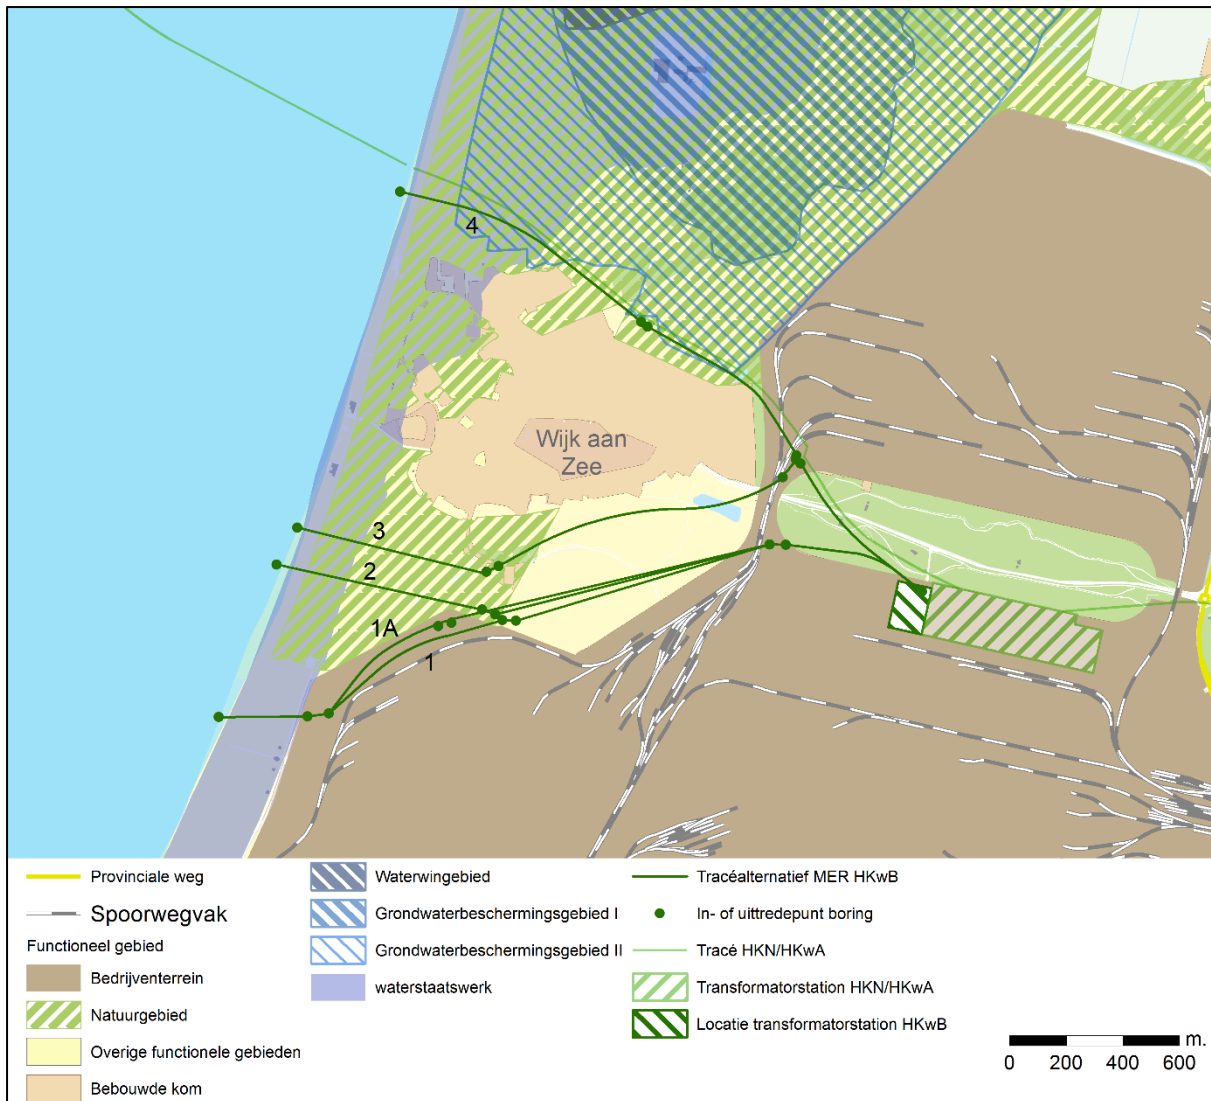 4
Wijk aan
Zee
3
2
1A
1
Provinciale weg
Spoorwegvak
Functioneel gebied
Bedrijventerrein
Natuurgebied
Overige functionele gebieden
Bebouwde kom
Waterwingebied
Grondwaterbeschermingsgebied I
Grondwaterbeschermingsgebied II
waterstaatswerk
Tracéalternatief MER HKwB
In- of uittredepunt boring
Tracé HKN/HKwA
Transformatorstation HKN/HKwA
Locatie transformatorstation HKwB
m.
0 200 400 600